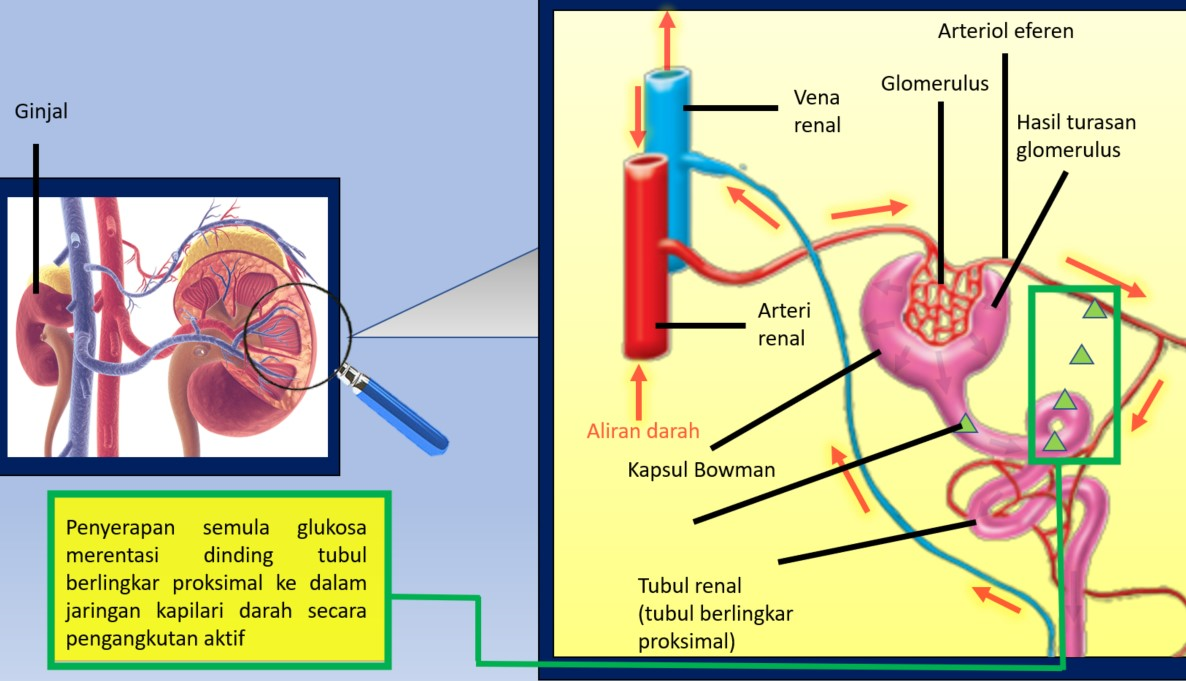 Ginjal
Penyerapan semula glukosa
merentasi dinding tubul
berlingkar proksimal ke dalam
jaringan kapilari darah secara
pengangkutan aktif
Arteriol eferen
Glomerulus
Vena
renal
Hasil turasan
glomerulus
Arteri
renal
Aliran darah
Kapsul Bowman
Tubul renal
(tubul berlingkar
proksimal)